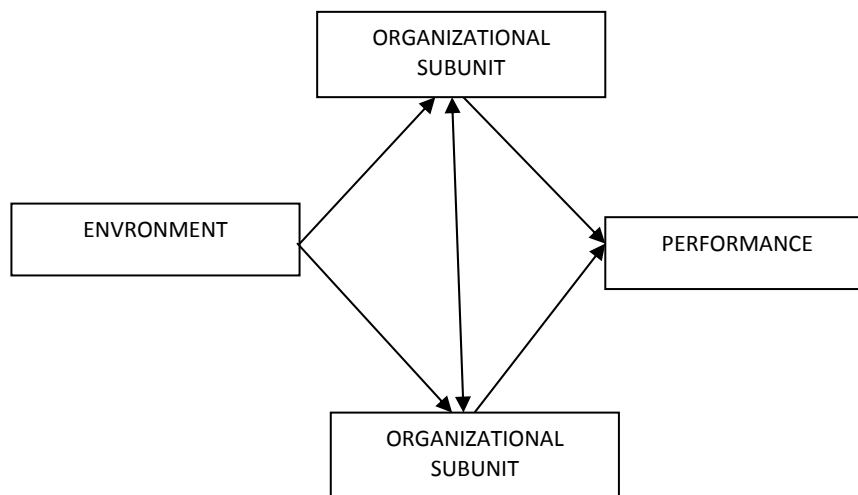 ORGANIZATIONAL
SUBUNIT
ENVRONMENT
PERFORMANCE
ORGANIZATIONAL
SUBUNIT